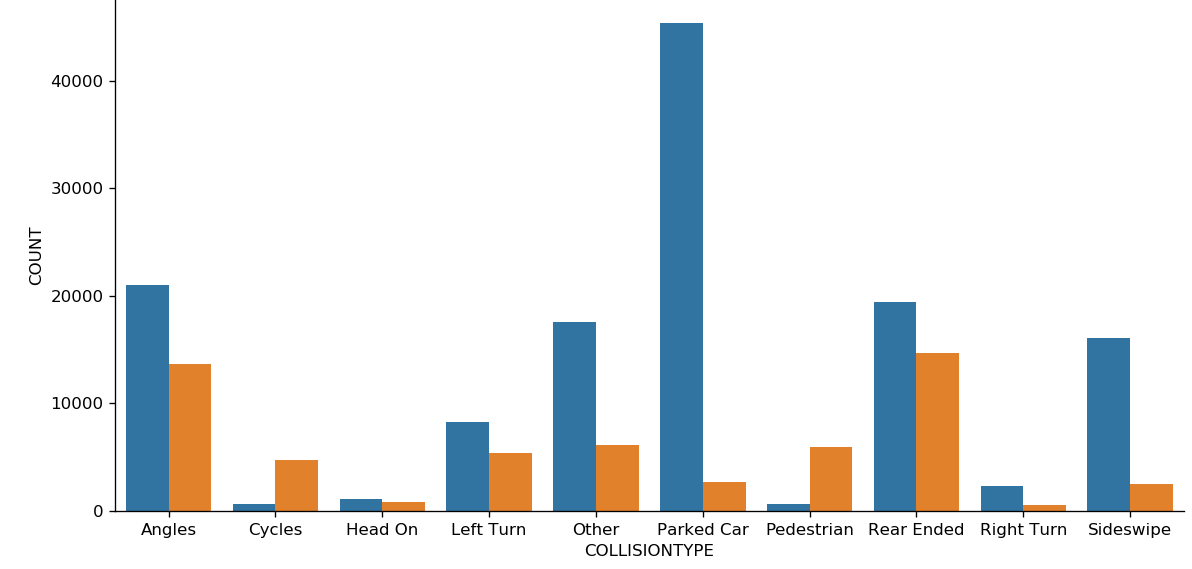 40000
30000
20000
10000
0
COUNT
Angles Cycles Head On Left Turn Other Parked Car Pedestrian Rear Ended Right Turn Sideswipe
COLLISIONTYPE